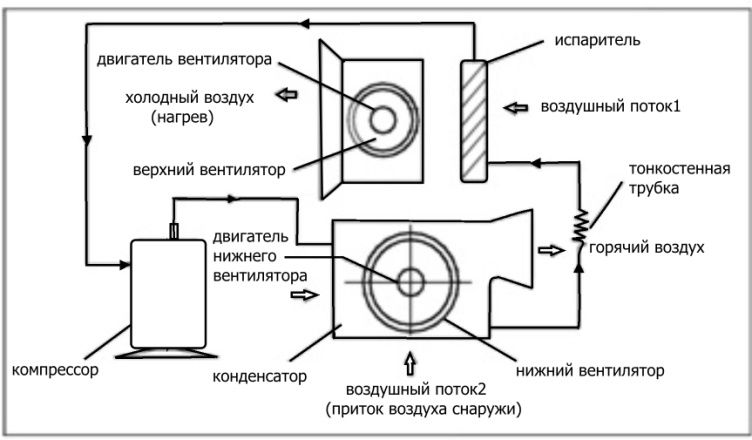 испаритель
двигатель вентилятора
холодный воздух
(нагрев)
воздушный поток1
верхний вентилятор
тонкостенная
трубка
двигатель
нижнего
вентилятора
горячий воздух
компрессор
конденсатор
нижний вентилятор
воздушный поток2
(приток воздуха снаружи)